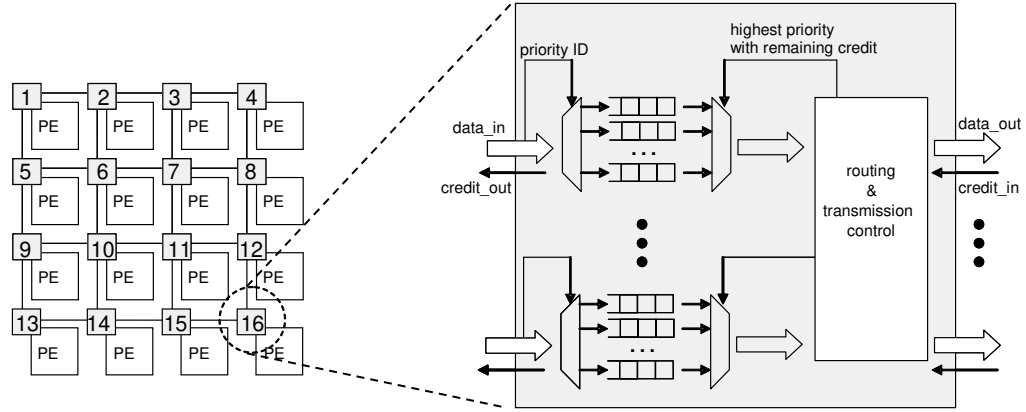 1 2 3 4
PE PE PE PE
5 6 7 8
PE PE PE PE
9 10 11 12
PE PE PE PE
13 14 15 16
PE PE PE PE
priority ID
highest priority
with remaining credit
data_in
credit_out
...
...
routing
&
transmission
control
data_out
credit_in